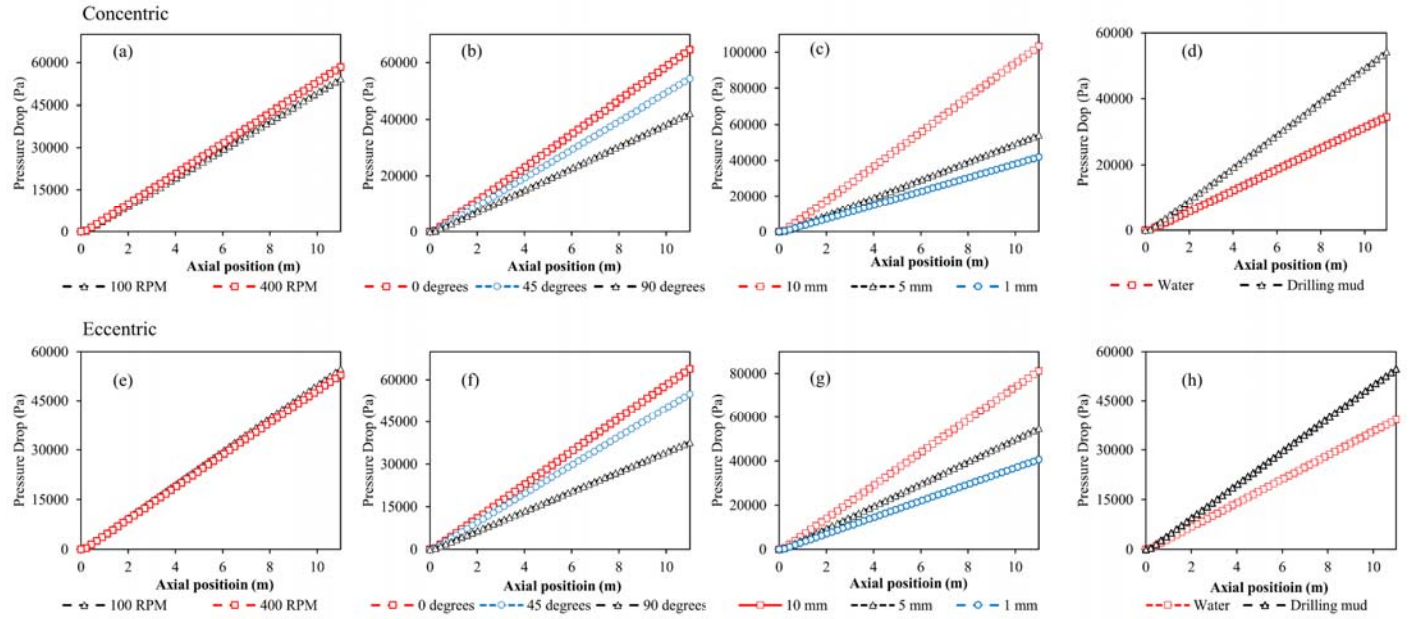 Concentric
(a)
Pressure Drop (Pa)
60000
45000
30000
15000
0
0 2 4 6 8 10
Axial position (m)
100 RPM 400 RPM
(b)
Pressure Drop (Pa)
60000
40000
20000
0
0 2 4 6 8 10
Axial position (m)
0 degrees 45 degrees 90 degrees
(c)
Pressure Drop (Pa)
100000
80000
60000
40000
20000
0
0 2 4 6 8 10
Axial positioin (m)
10 mm 5 mm 1 mm
(d)
Pressure Dop (Pa)
60000
40000
20000
0
0 2 4 6 8 10
Axial position (m)
Water Drilling mud
Eccentric
(e)
Pressure Drop (Pa)
60000
45000
30000
15000
0
0 2 4 6 8 10
Axial positioin (m)
100 RPM 400 RPM
(f)
Pressure Drop (Pa)
60000
45000
30000
15000
0
0 2 4 6 8 10
Axial positioin (m)
0 degrees 45 degrees 90 degrees
(g)
Pressure Drop (Pa)
80000
60000
40000
20000
0
0 2 4 6 8 10
Axial positioin (m)
10 mm 5 mm 1 mm
(h)
Pressure Drop (Pa)
60000
45000
30000
15000
0
0 2 4 6 8 10
Axial positioin (m)
Water Drilling mud